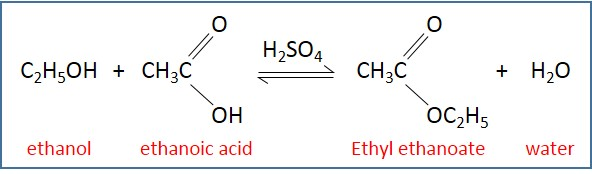 O O
C₂H₅OH + CH₃C H₂SO₄ CH₃C + H₂O
OH OC₂H₅
ethanol ethanoic acid Ethyl ethanoate water